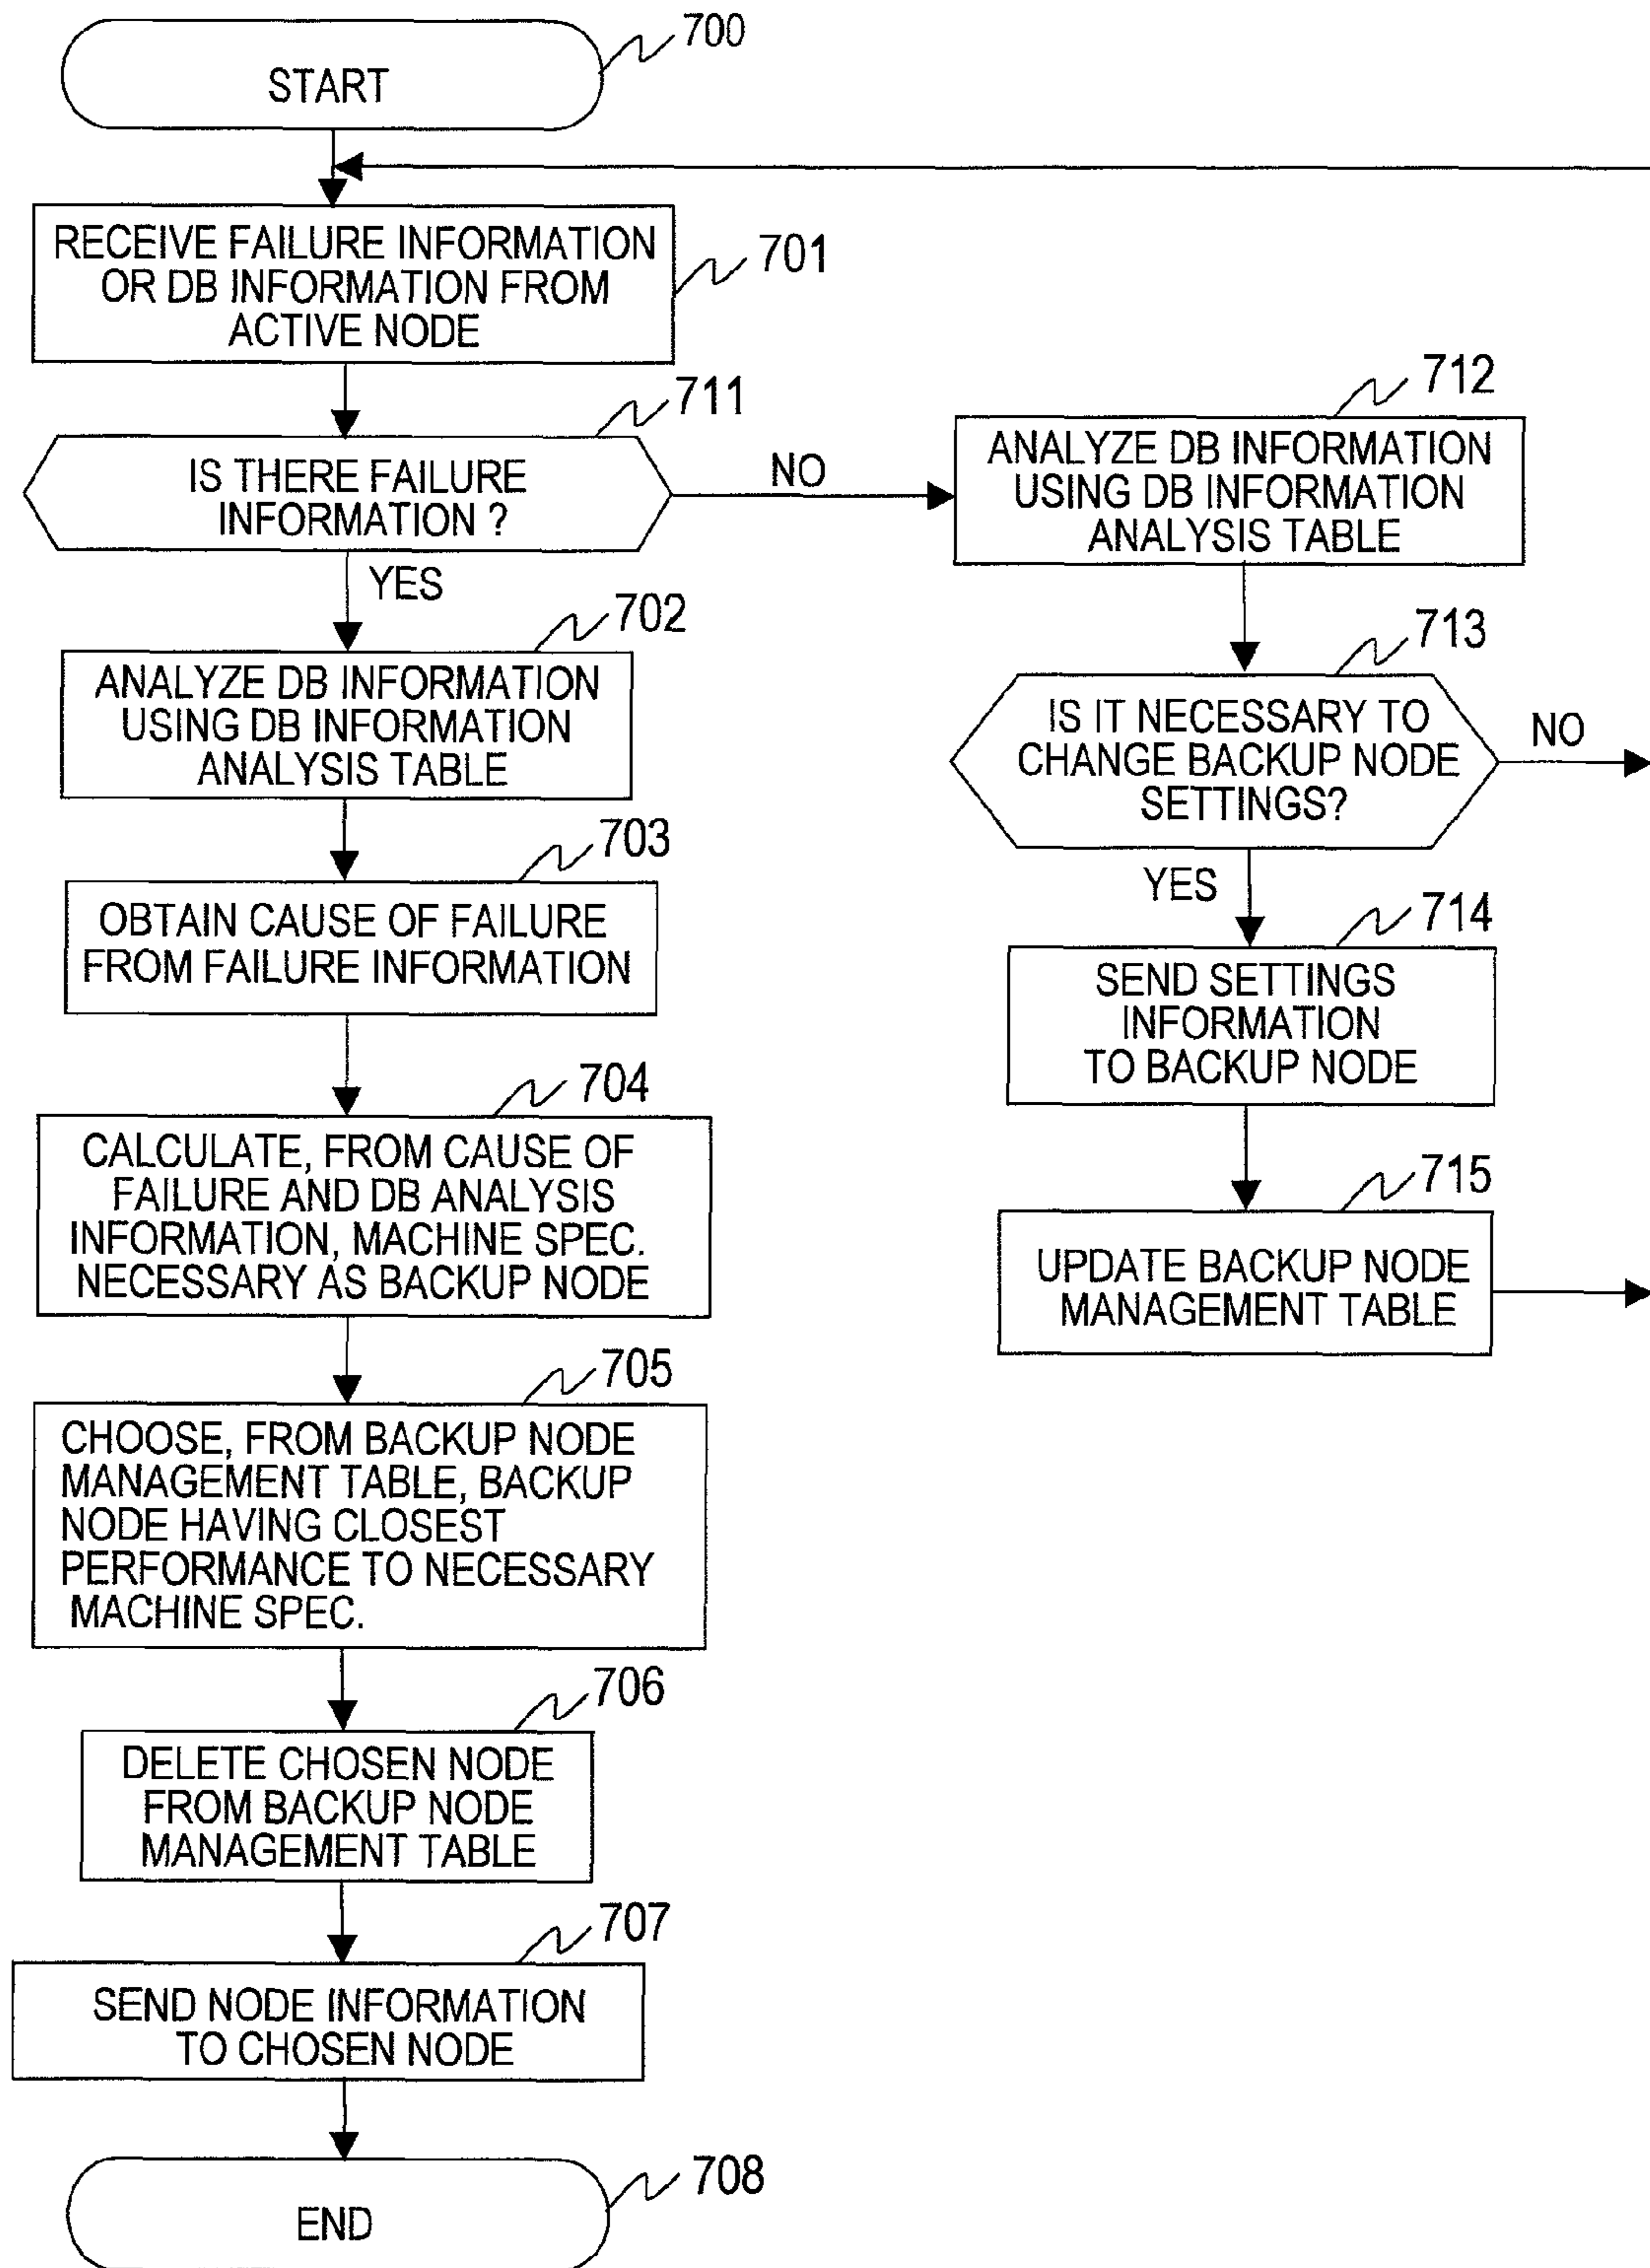 700
START
RECEIVE FAILURE INFORMATION
OR DB INFORMATION FROM
ACTIVE NODE
701
711
IS THERE FAILURE
INFORMATION ?
NO
YES
702
ANALYZE DB INFORMATION
USING DB INFORMATION
ANALYSIS TABLE
703
OBTAIN CAUSE OF FAILURE
FROM FAILURE INFORMATION
704
CALCULATE, FROM CAUSE OF
FAILURE AND DB ANALYSIS
INFORMATION, MACHINE SPEC.
NECESSARY AS BACKUP NODE
705
CHOOSE, FROM BACKUP NODE
MANAGEMENT TABLE, BACKUP
NODE HAVING CLOSEST
PERFORMANCE TO NECESSARY
MACHINE SPEC.
706
DELETE CHOSEN NODE
FROM BACKUP NODE
MANAGEMENT TABLE
707
SEND NODE INFORMATION
TO CHOSEN NODE
708
END
712
ANALYZE DB INFORMATION
USING DB INFORMATION
ANALYSIS TABLE
713
IS IT NECESSARY TO
CHANGE BACKUP NODE
SETTINGS?
NO
YES
714
SEND SETTINGS
INFORMATION
TO BACKUP NODE
715
UPDATE BACKUP NODE
MANAGEMENT TABLE